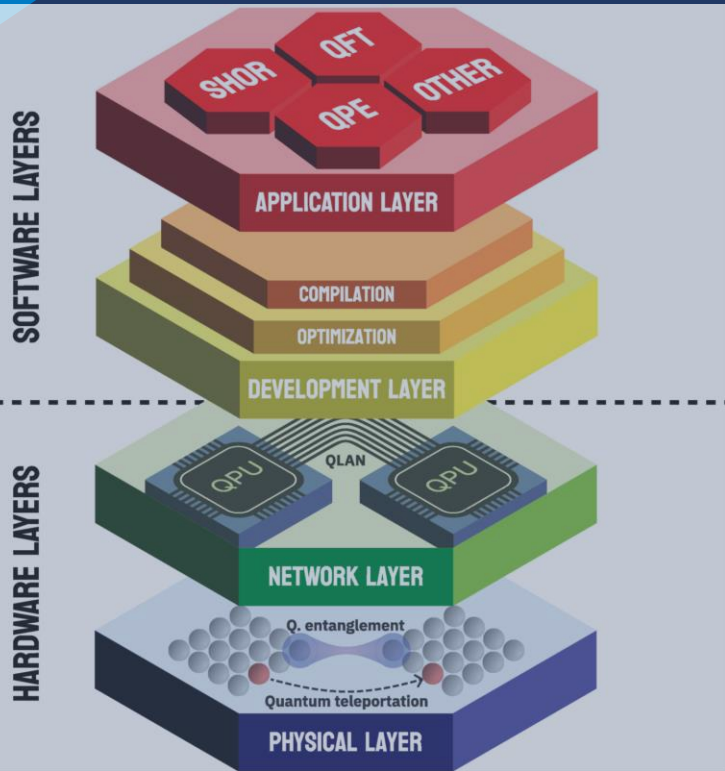 SOFTWARE LAYERS
QFT
SHOR
OTHER
QPE
APPLICATION LAYER
COMPILATION
OPTIMIZATION
DEVELOPMENT LAYER
HARDWARE LAYERS
QLAN
QPU
QPU
NETWORK LAYER
Q. entanglement
Quantum teleportation
PHYSICAL LAYER